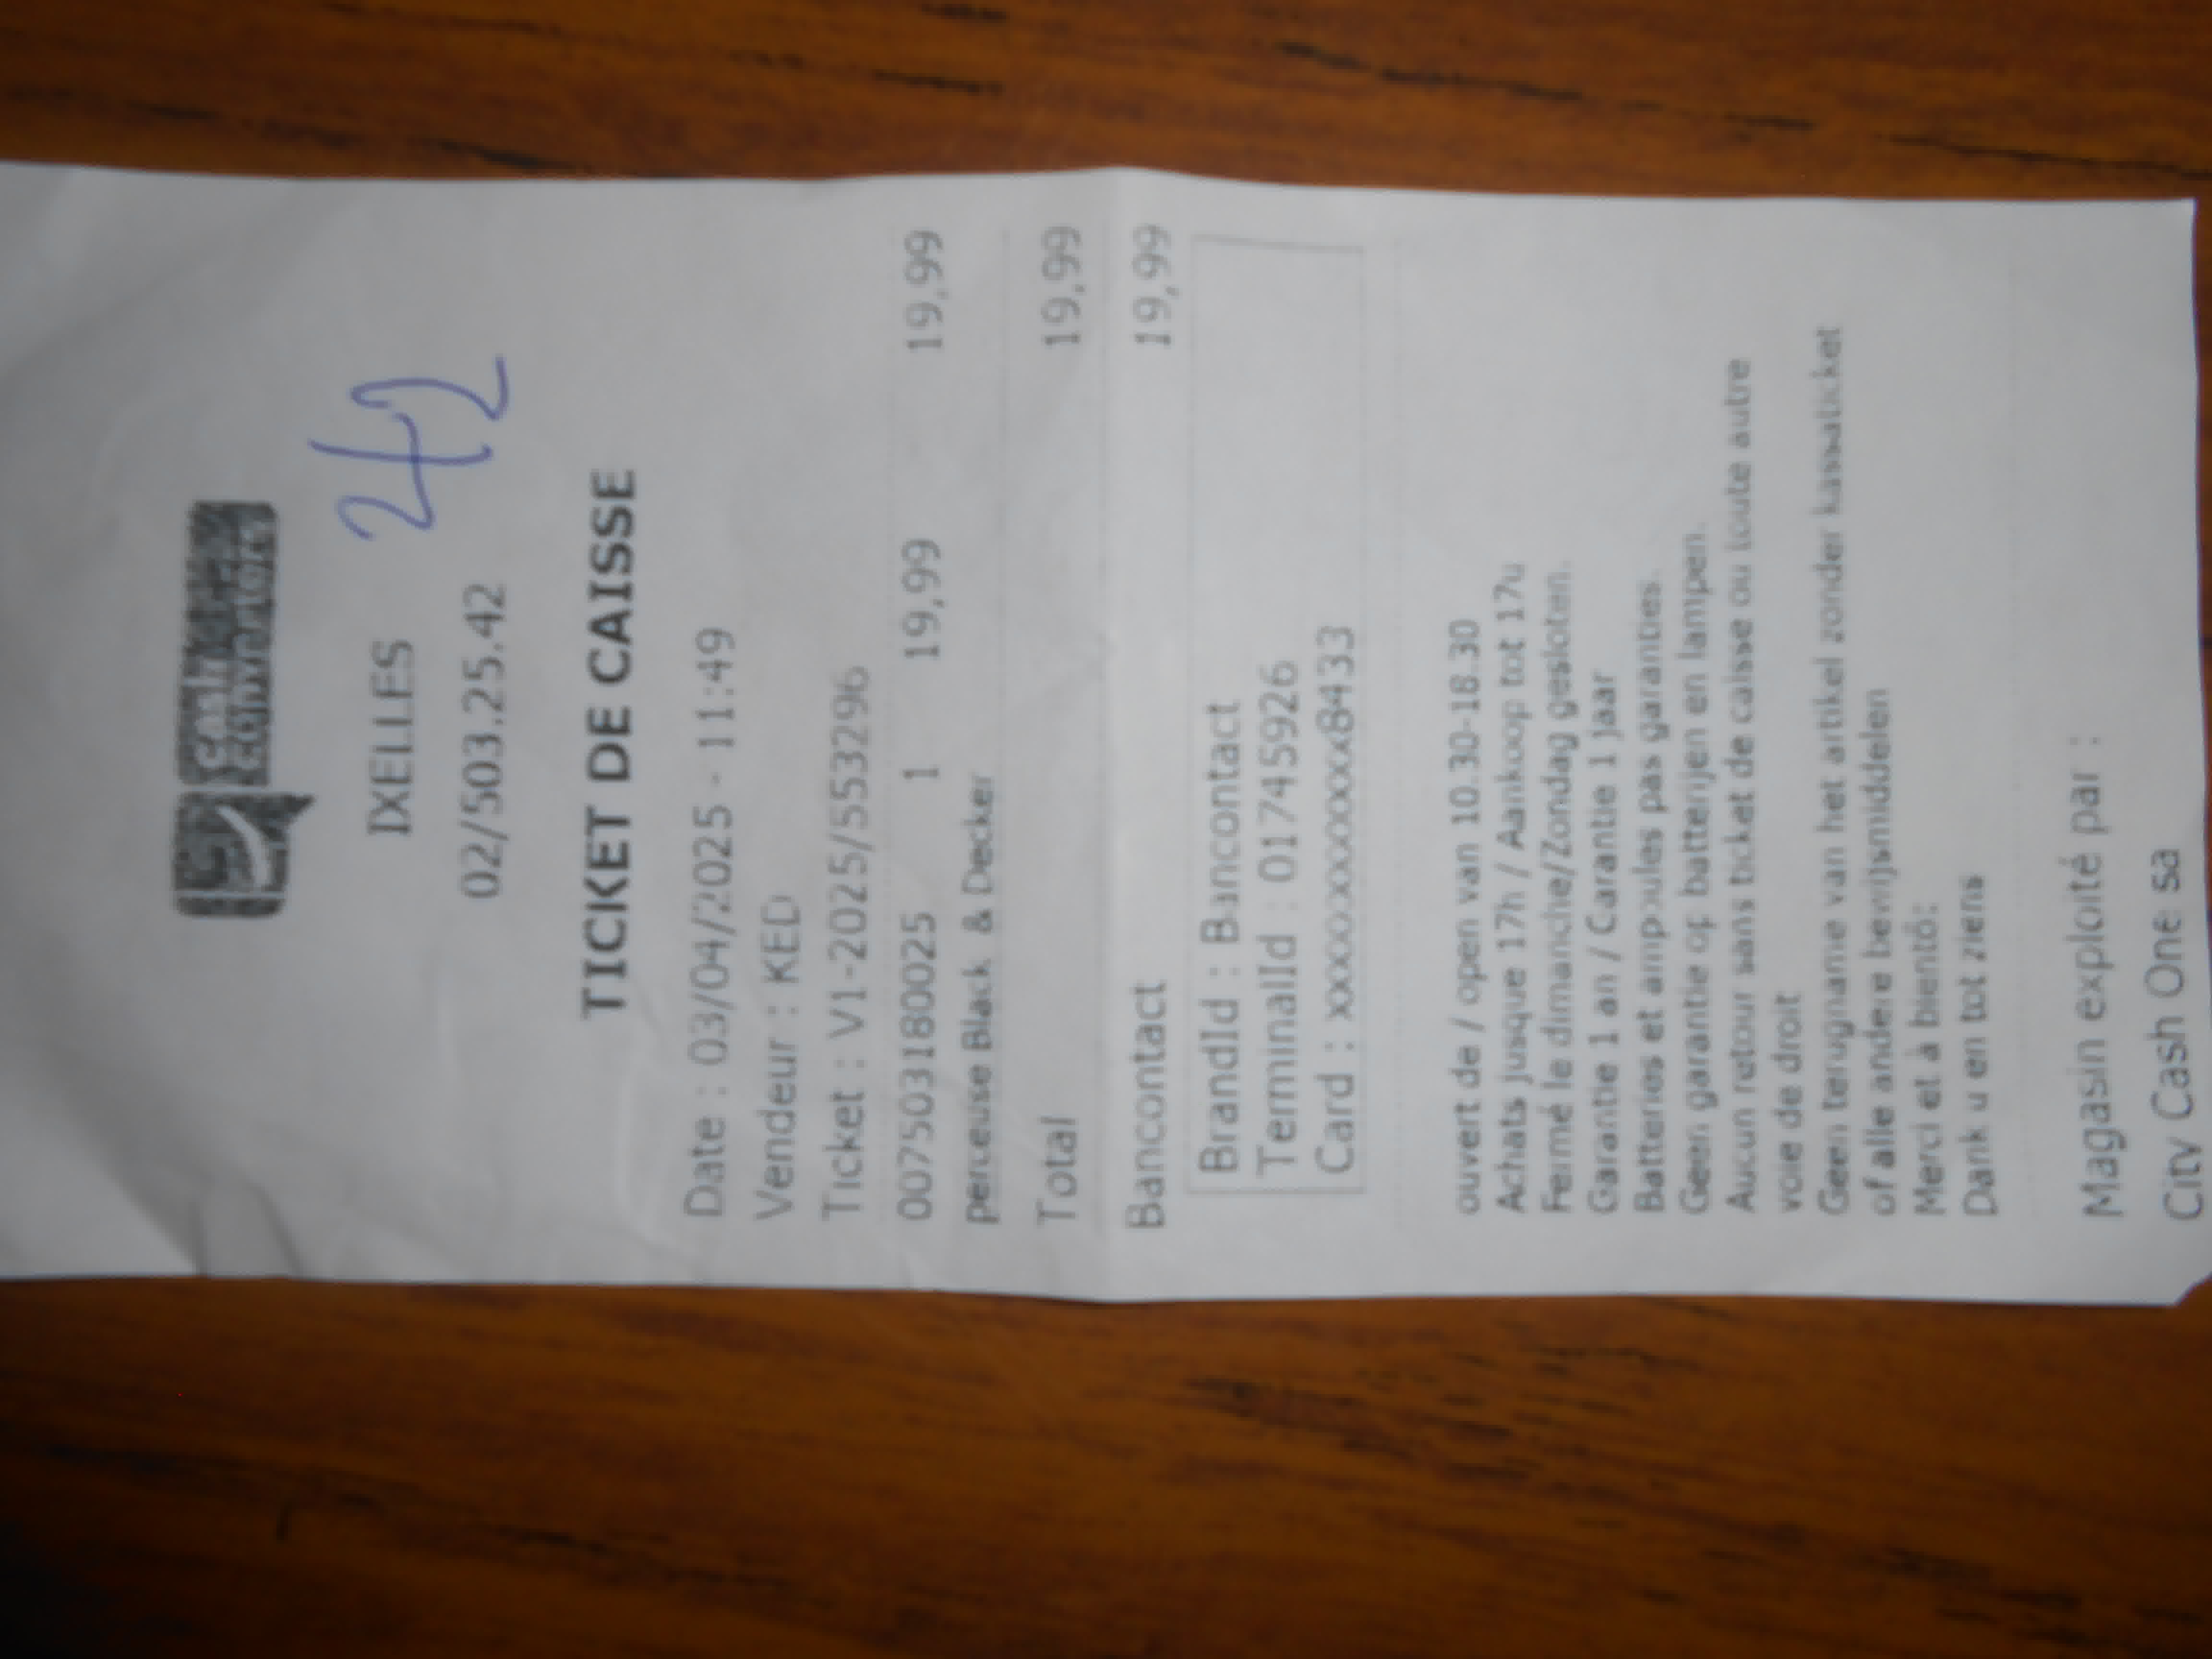 cash converters
IXELLES
242
02/503.25.42
TICKET DE CAISSE
Date : 03/04/2025 - 11:49
Vendeur : KED
Ticket : V1-2025/553296
007503180025 1 19,99 19,99
perceuse Black & Decker
Total 19,99
Bancontact 19,99
BrandId : Bancontact
TerminalId : 01745926
Card : xxxxxxxxxxxxx8433
ouvert de / open van 10.30-18.30
Achats jusque 17h / Aankoop tot 17u
Fermé le dimanche/Zondag gesloten.
Garantie 1 an / Garantie 1 jaar
Batteries et ampoules pas garanties.
Geen garantie op batterijen en lampen.
Aucun retour sans ticket de caisse ou toute autre
voie de droit
Geen terugname van het artikel zonder kassaticket
of alle andere bewijsmiddelen
Merci et à bientôt
Dank u en tot ziens
Magasin exploité par :
City Cash One sa